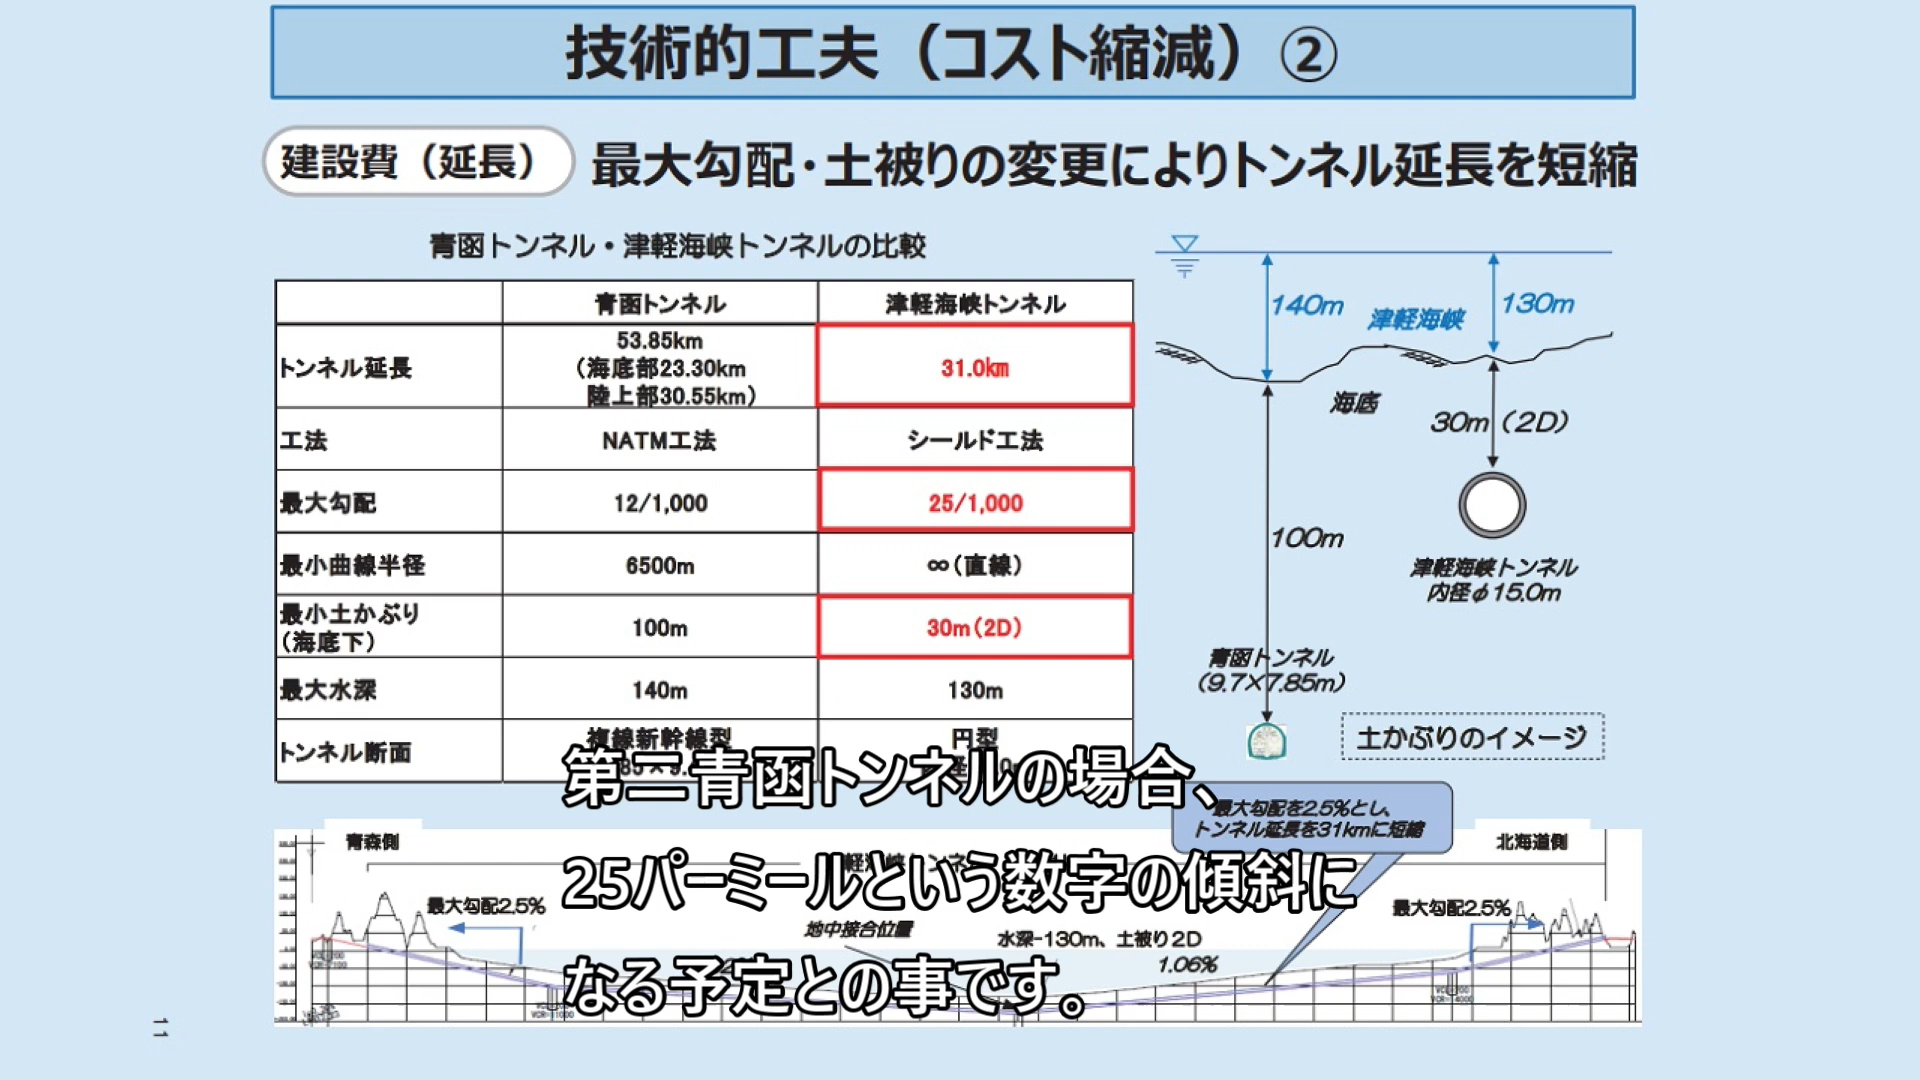 技術的工夫（コスト縮減）②
建設費（延長）
最大勾配・土被りの変更によりトンネル延長を短縮
青函トンネル・津軽海峡トンネルの比較
青函トンネル
津軽海峡トンネル
トンネル延長
53.85km
（海底部23.30km
陸上部30.55km）
31.0km
工法
NATM工法
シールド工法
最大勾配
12/1,000
25/1,000
最小曲線半径
6500m
∞（直線）
最小土かぶり
（海底下）
100m
30m（2D）
最大水深
140m
130m
トンネル断面
複線新幹線型
円型
140m
津軽海峡
130m
海底
30m（2D）
100m
津軽海峡トンネル
内径φ15.0m
青函トンネル
（9.7×7.85m）
土かぶりのイメージ
最大勾配を2.5%とし、
トンネル延長を31kmに短縮
青森側
北海道側
最大勾配2.5%
最大勾配2.5%
地中接合位置
水深-130m、土被り2D
1.06%
第二青函トンネルの場合、
25パーミールという数字の傾斜に
なる予定との事です。
11